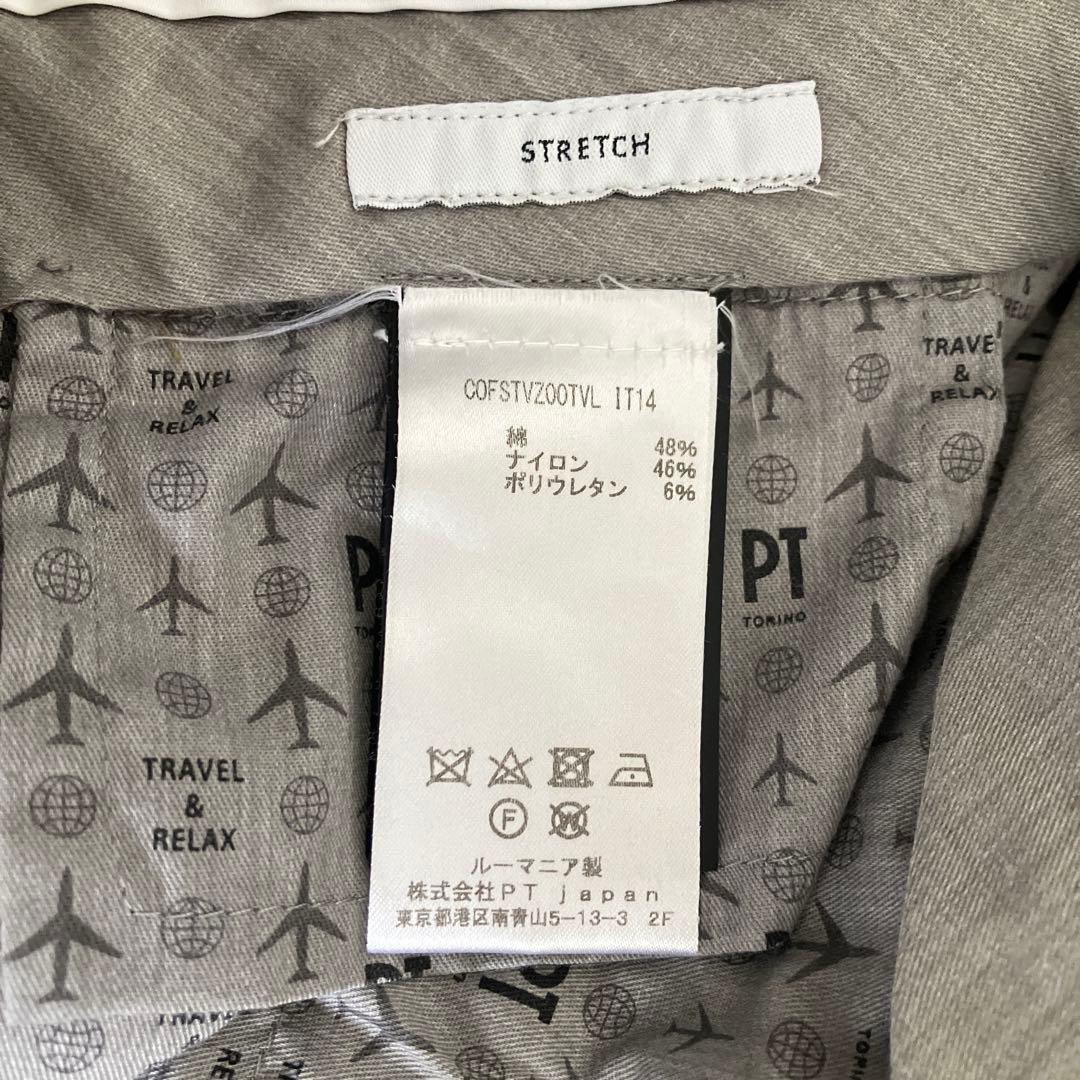 STRETCH
COFSTVZ00TVL IT14
綿 48%
ナイロン 46%
ポリウレタン 6%
F
W
ルーマニア製
株式会社PT japan
東京都港区南青山5-13-3 2F
TRAVEL
&
RELAX
TRAVEL
&
RELAX
PT
TORINO
TRAVEL
&
RELAX